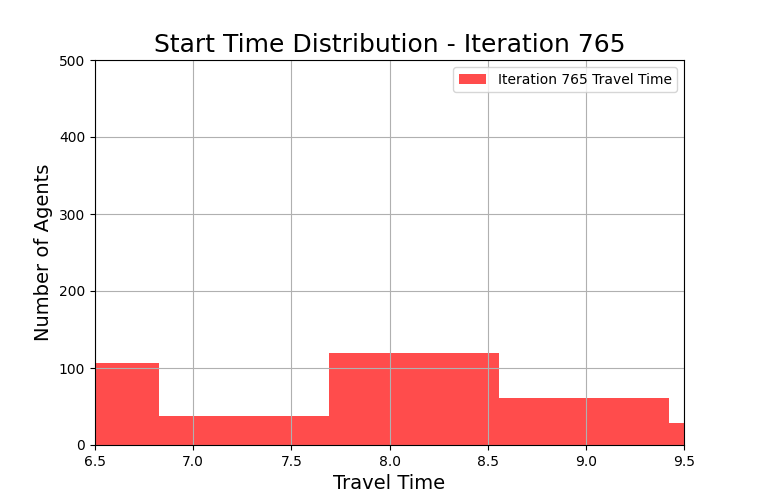 Start Time Distribution - Iteration 765
Iteration 765 Travel Time
Number of Agents
500
400
300
200
100
0
6.5 7.0 7.5 8.0 8.5 9.0 9.5
Travel Time